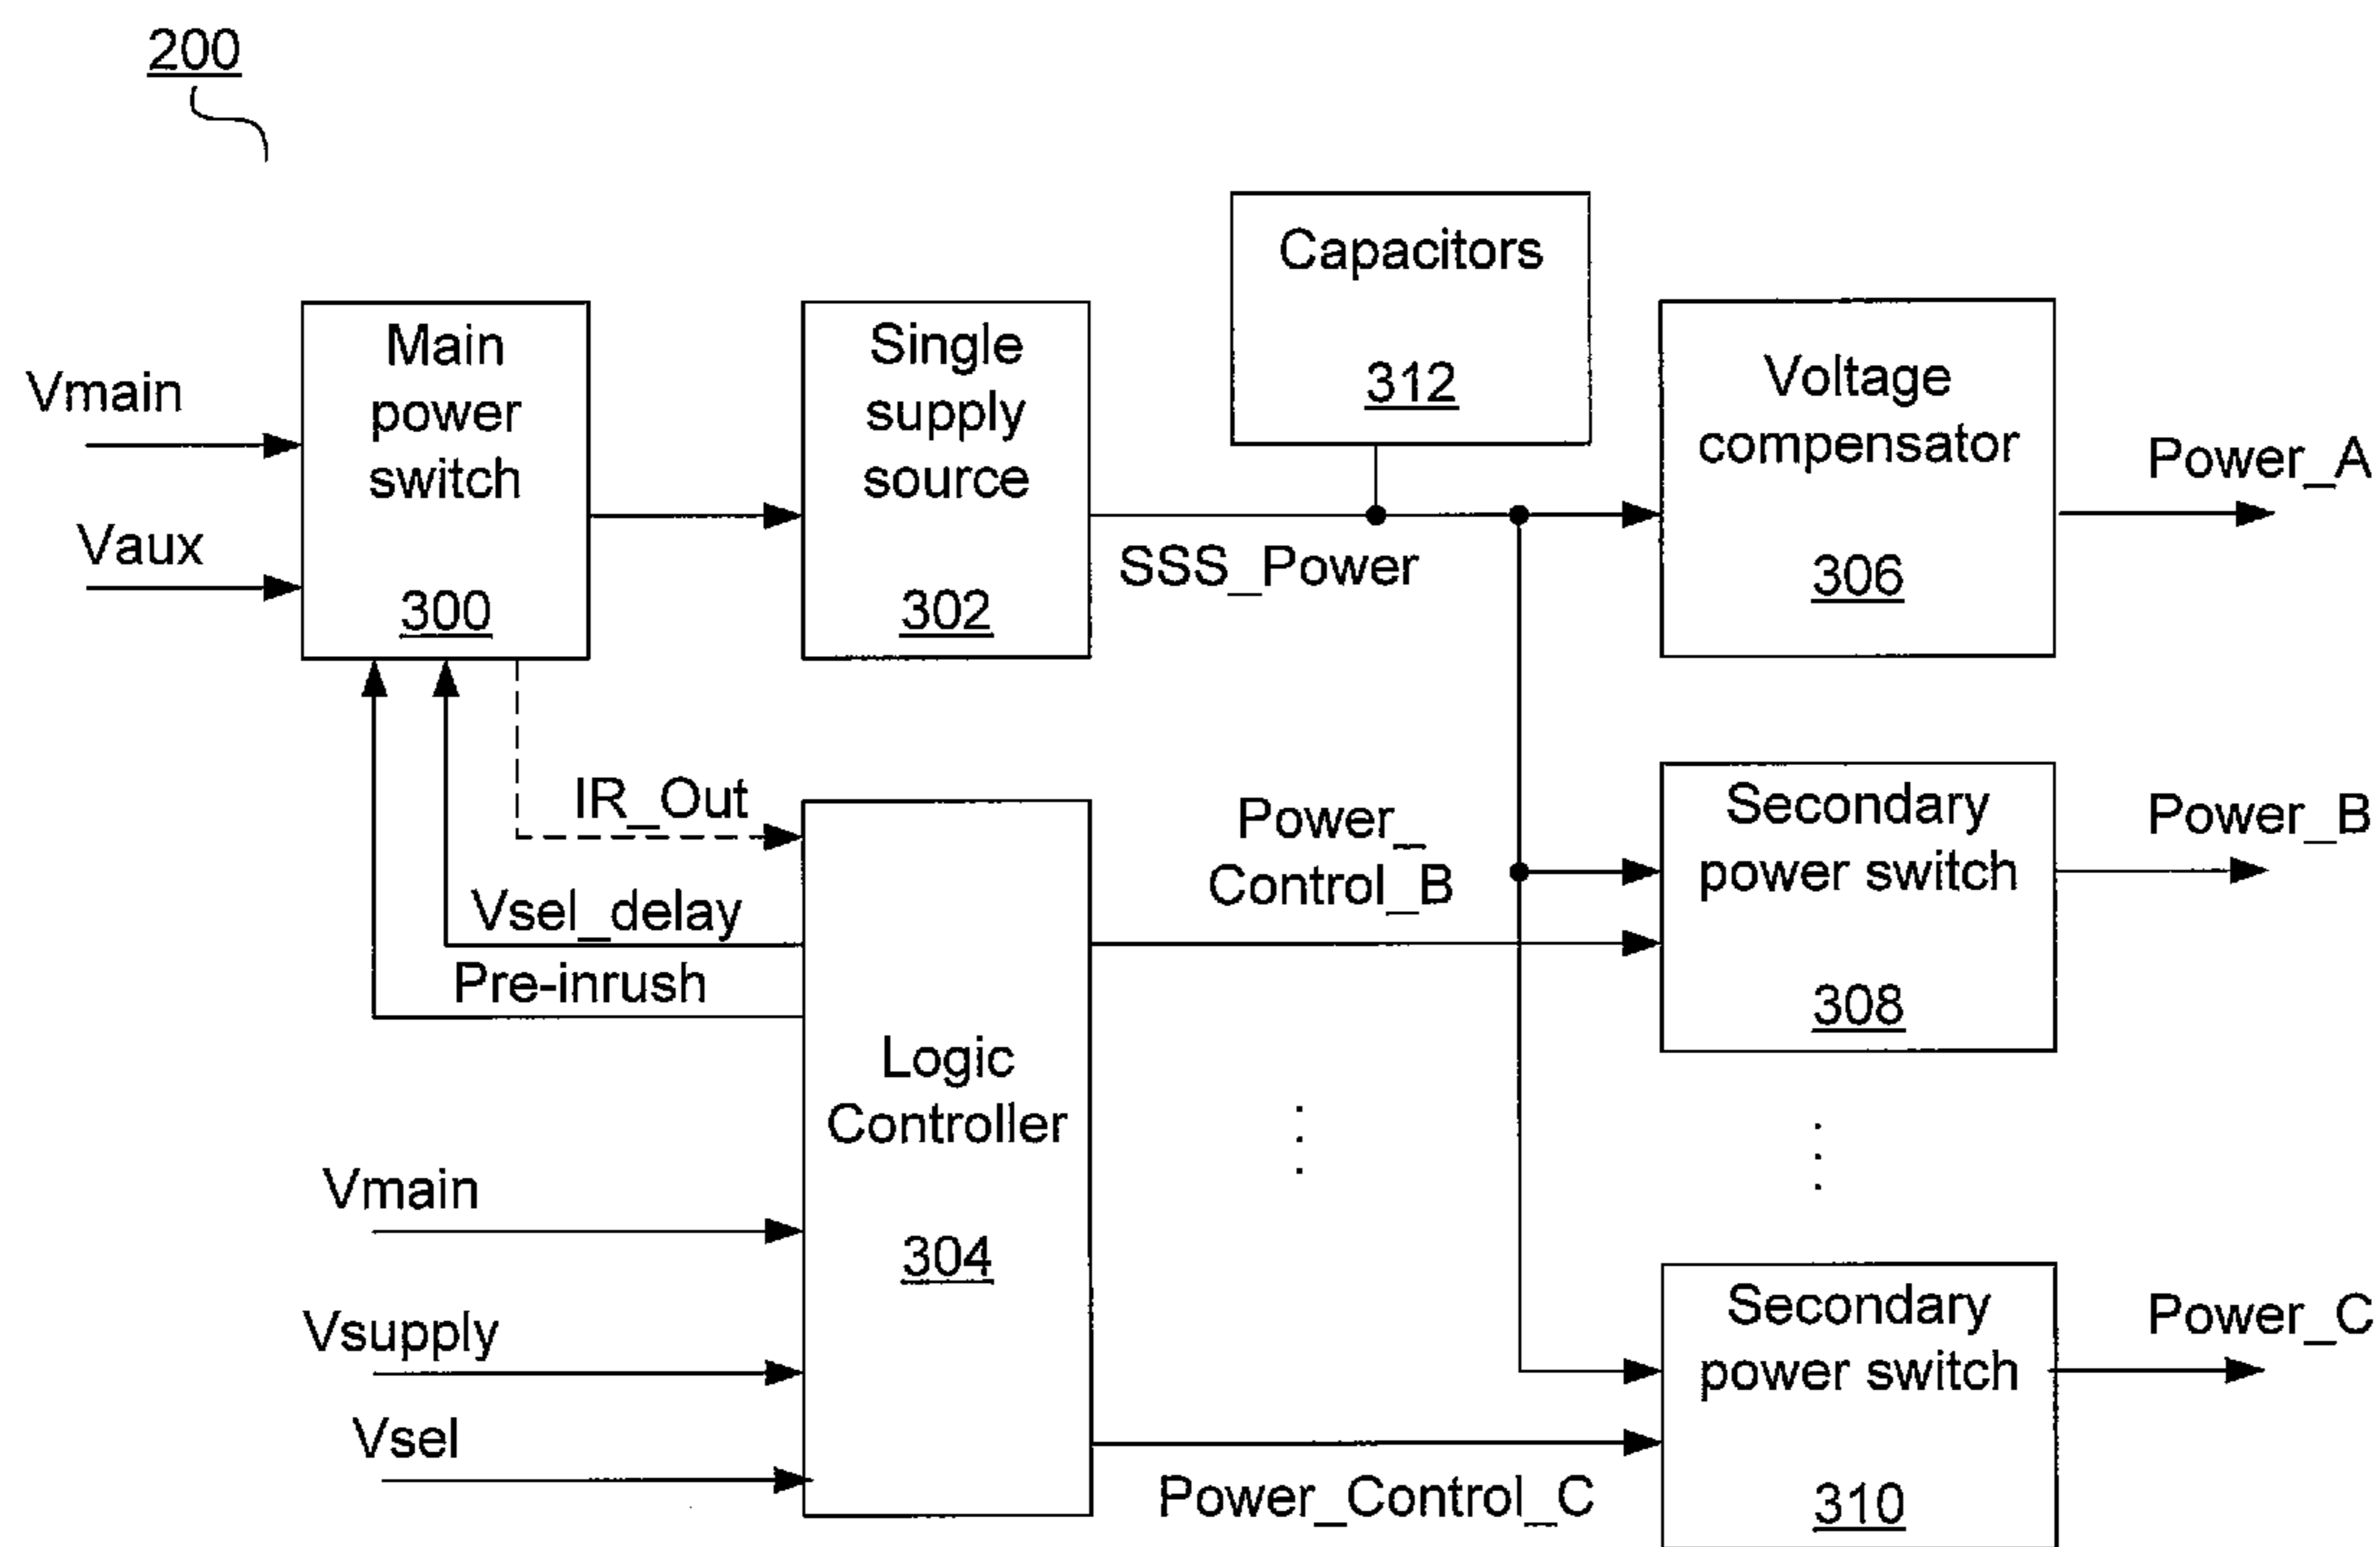 200
Capacitors
312
Main
power
switch
300
Single
supply
source
302
Voltage
compensator
306
Vmain
Vaux
SSS_Power
Power_A
IR_Out
Vsel_delay
Pre-inrush
Power_
Control_B
Secondary
power switch
308
Power_B
Logic
Controller
304
Vmain
Vsupply
Vsel
Secondary
power switch
310
Power_C
Power_Control_C